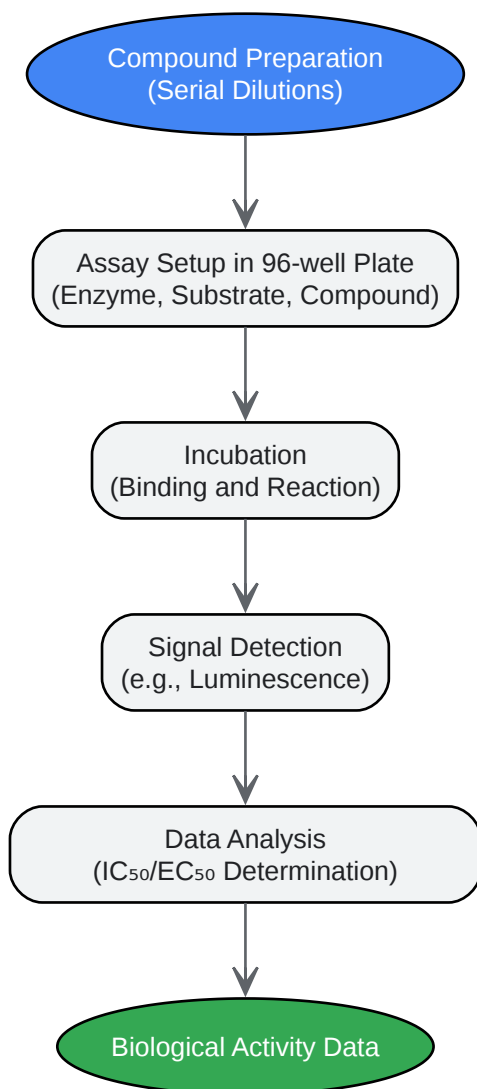 Compound Preparation
(Serial Dilutions)
Assay Setup in 96-well Plate
(Enzyme, Substrate, Compound)
Incubation
(Binding and Reaction)
Signal Detection
(e.g., Luminescence)
Data Analysis
(IC₅₀/EC₅₀ Determination)
Biological Activity Data